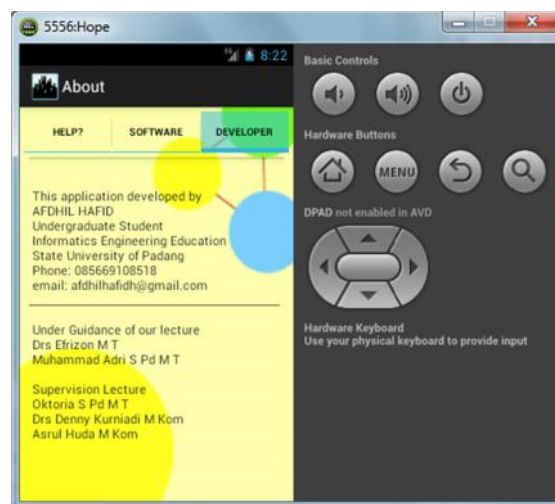 5556:Hope
3G 8:22
About
HELP? SOFTWARE DEVELOPER
This application developed by
AFDHIL HAFID
Undergraduate Student
Informatics Engineering Education
State University of Padang
Phone: 085669108518
email: afdhilhafidh@gmail.com
Under Guidance of our lecture
Drs Efrizon M T
Muhammad Adri S Pd M T
Supervision Lecture
Oktoria S Pd M T
Drs Denny Kurniadi M Kom
Asrul Huda M Kom
Basic Controls
Hardware Buttons
MENU
DPAD not enabled in AVD
Hardware Keyboard
Use your physical keyboard to provide input